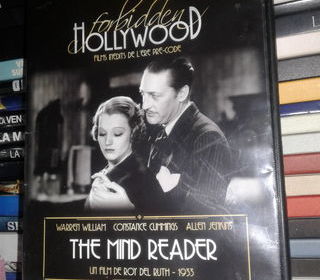 forbidden
HOLLYWOOD
FILMS INÉDITS DE L'ÈRE PRÉ-CODE
WARREN WILLIAM CONSTANCE CUMMINGS ALLEN JENKINS
THE MIND READER
UN FILM DE ROY DEL RUTH - 1933